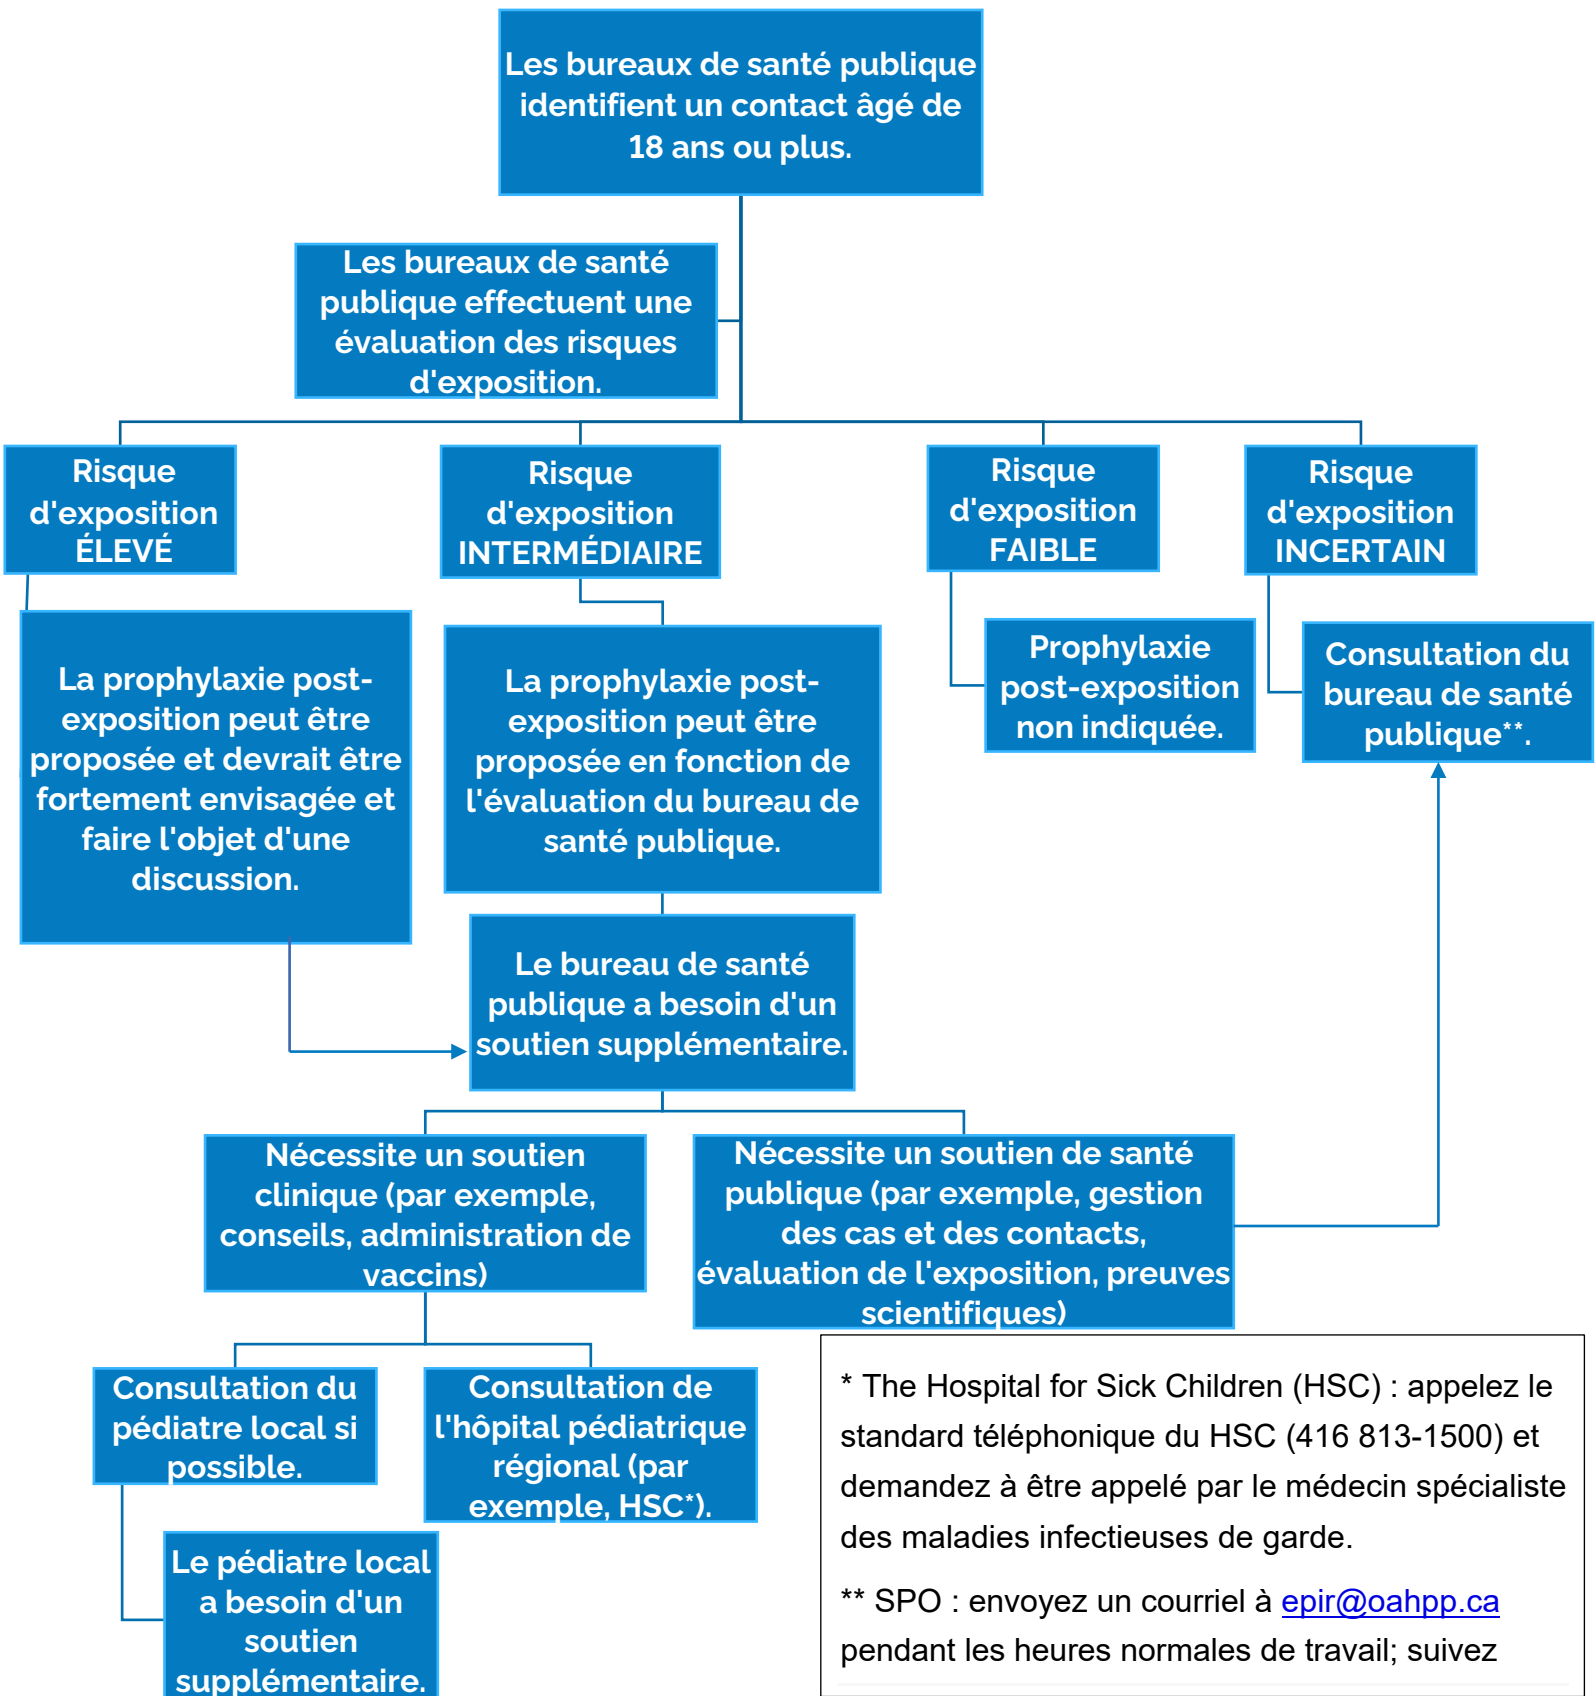 Les bureaux de santé publique
identifient un contact âgé de
18 ans ou plus.
Les bureaux de santé
publique effectuent une
évaluation des risques
d'exposition.
Risque
d'exposition
ÉLEVÉ
Risque
d'exposition
INTERMÉDIAIRE
Risque
d'exposition
FAIBLE
Risque
d'exposition
INCERTAIN
La prophylaxie post-
exposition peut être
proposée et devrait être
fortement envisagée et
faire l'objet d'une
discussion.
La prophylaxie post-
exposition peut être
proposée en fonction de
l'évaluation du bureau de
santé publique.
Prophylaxie
post-exposition
non indiquée.
Consultation du
bureau de santé
publique**.
Le bureau de santé
publique a besoin d'un
soutien supplémentaire.
Nécessite un soutien
clinique (par exemple,
conseils, administration de
vaccins)
Nécessite un soutien de santé
publique (par exemple, gestion
des cas et des contacts,
évaluation de l'exposition, preuves
scientifiques)
Consultation du
pédiatre local si
possible.
Consultation de
l'hôpital pédiatrique
régional (par
exemple, HSC*).
Le pédiatre local
a besoin d'un
soutien
supplémentaire.
* The Hospital for Sick Children (HSC) : appelez le
standard téléphonique du HSC (416 813-1500) et
demandez à être appelé par le médecin spécialiste
des maladies infectieuses de garde.
** SPO : envoyez un courriel à epir@oahpp.ca
pendant les heures normales de travail; suivez